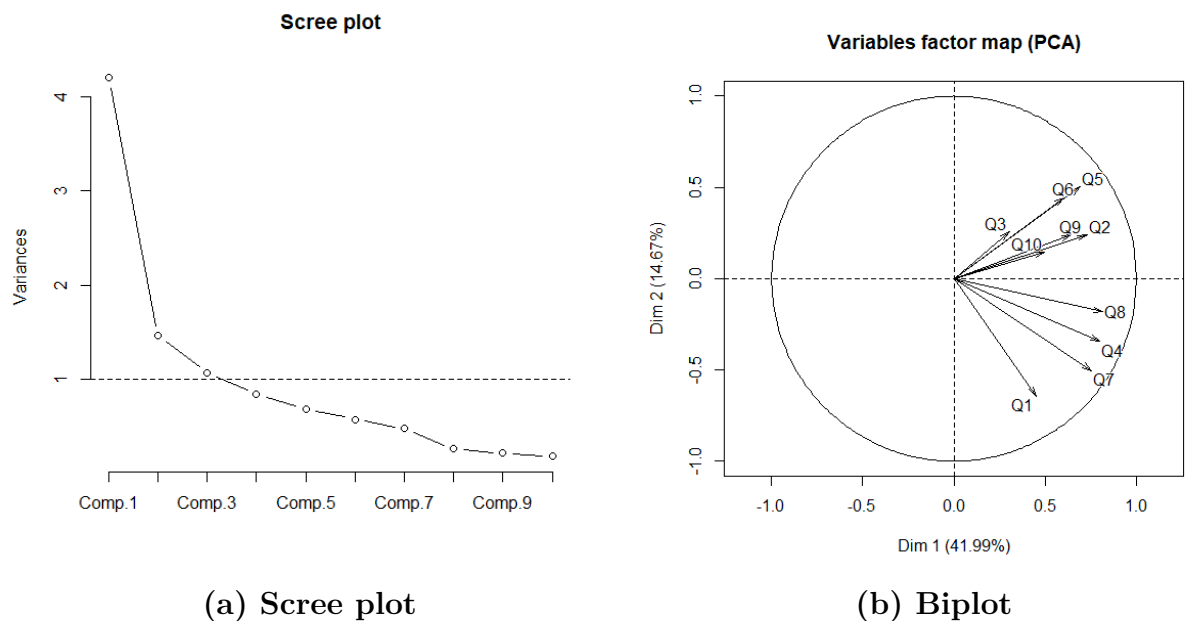 Scree plot
Variances
4
3
2
1
Comp.1 Comp.3 Comp.5 Comp.7 Comp.9
(a) Scree plot
Variables factor map (PCA)
Dim 2 (14.67%)
1.0
0.5
0.0
-0.5
-1.0
Q6 Q5
Q3 Q9 Q2
Q10
Q8
Q4
Q7
Q1
-1.0 -0.5 0.0 0.5 1.0
Dim 1 (41.99%)
(b) Biplot